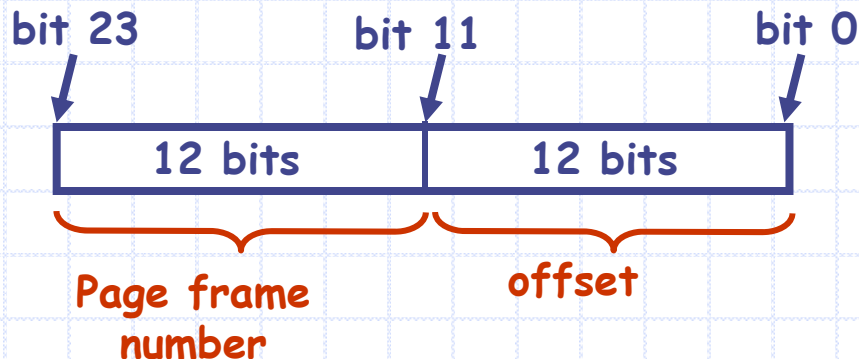 bit 23
bit 11
bit 0
12 bits
12 bits
Page frame
number
offset